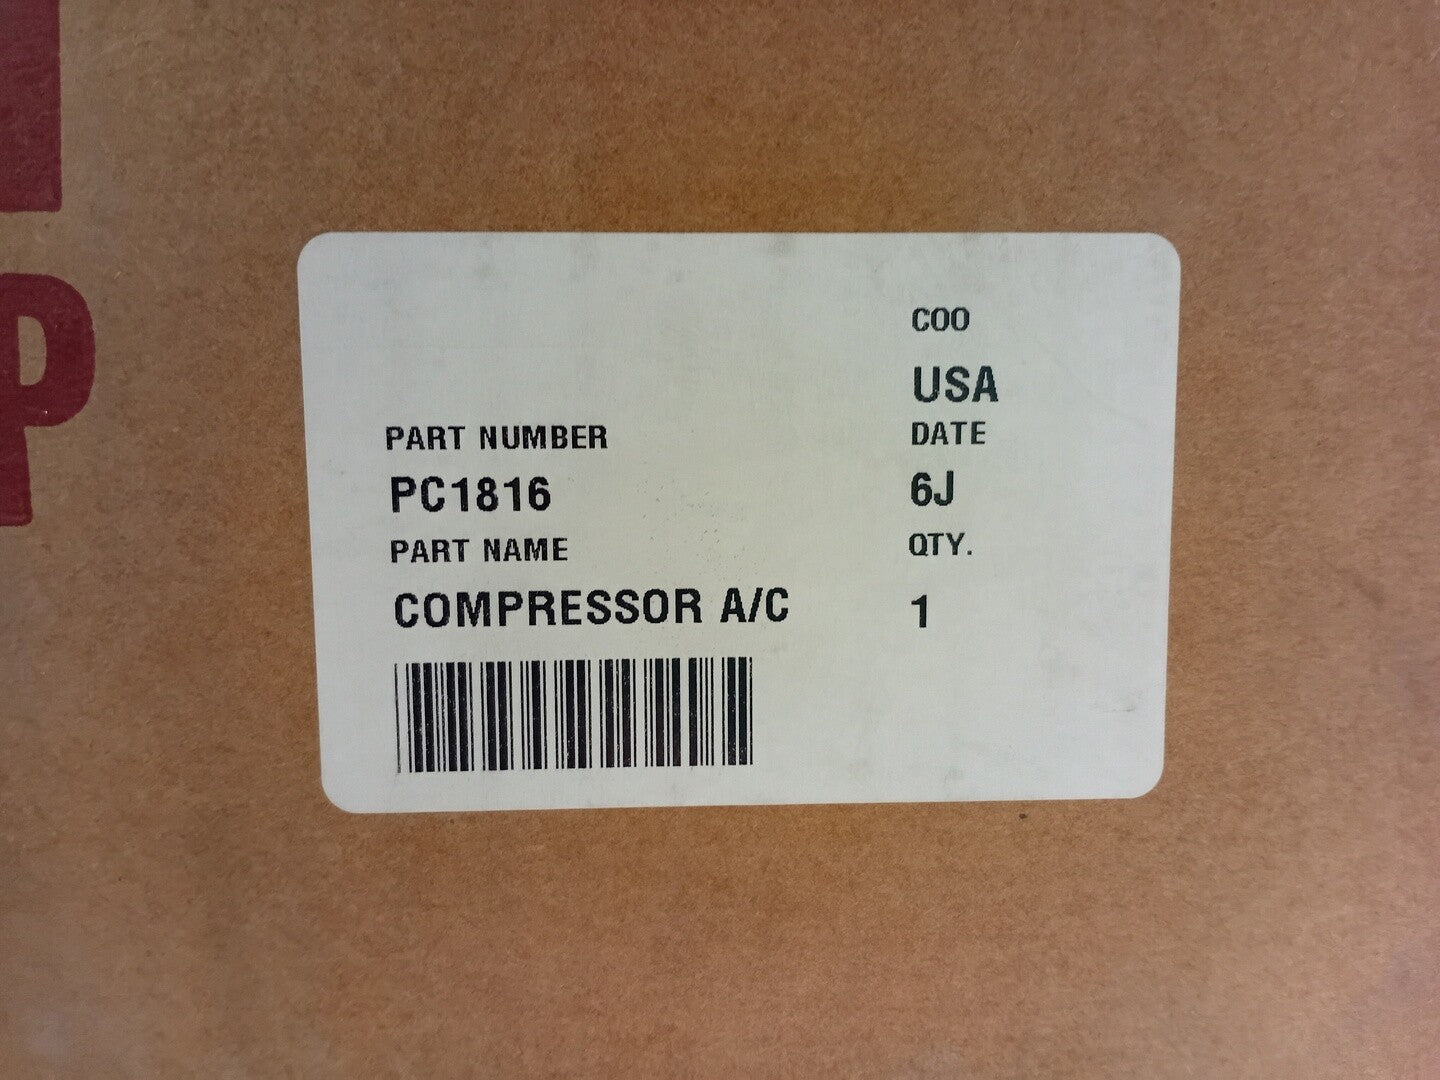 P
COO
USA
PART NUMBER
DATE
PC1816
6J
PART NAME
QTY.
COMPRESSOR A/C
1